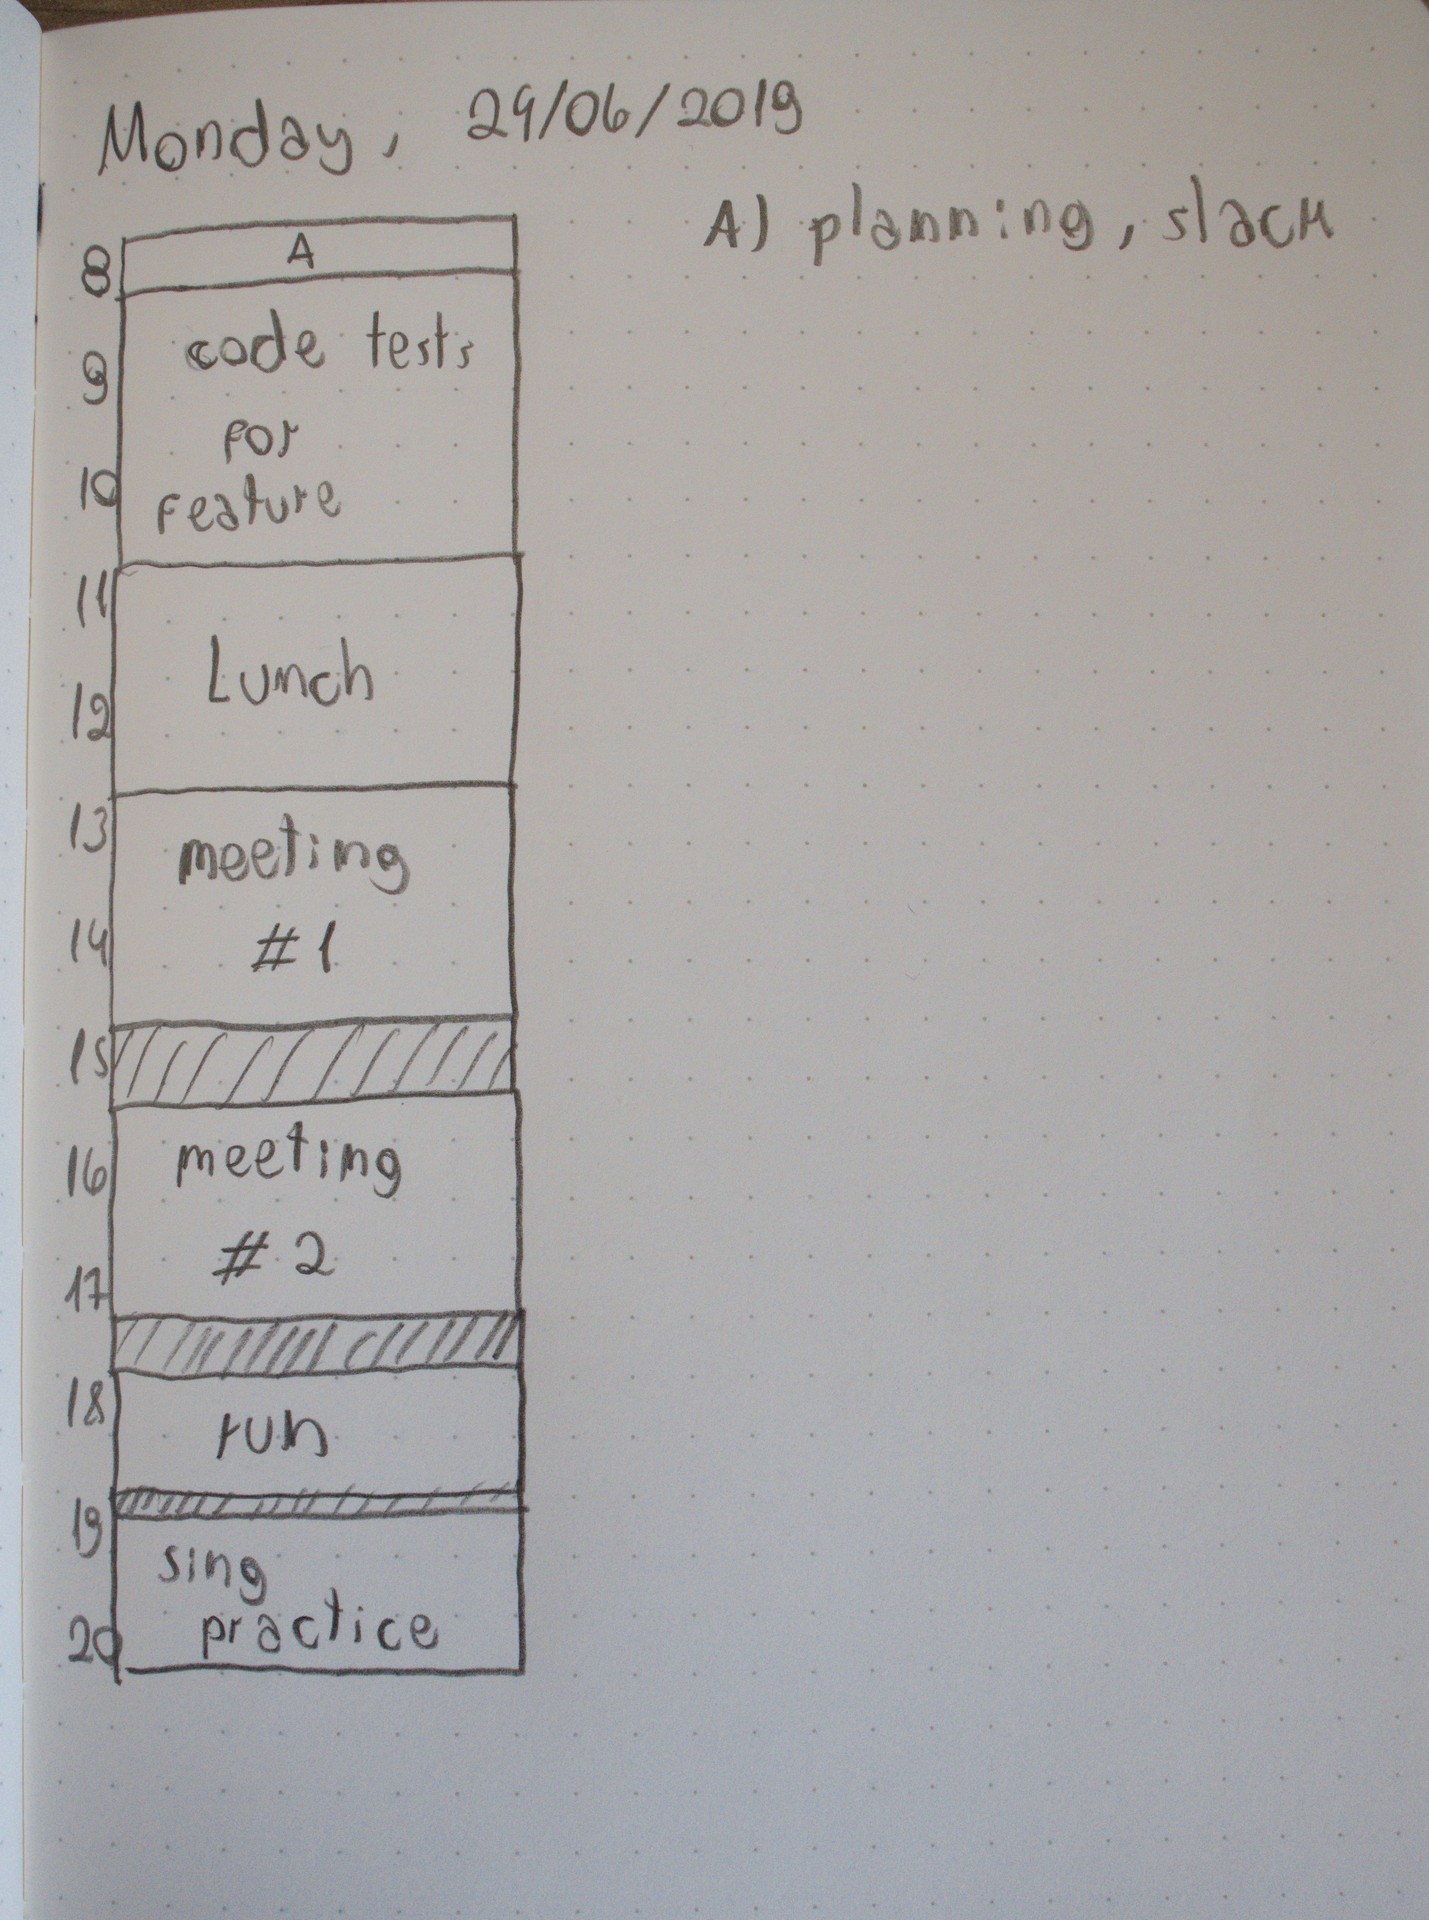 Monday, 24/06/2019
A) planning, slack
8 A
code tests
9
for
10 feature
11
Lunch
12
13 meeting
14 #1
15
16 meeting
#2
17
18 run
19
sing
20 practice